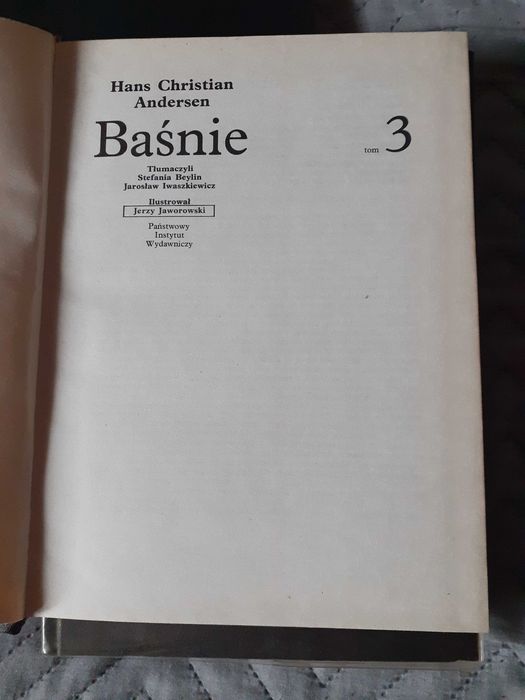 Hans Christian
Andersen
Baśnie
tom 3
Tłumaczyli
Stefania Beylin
Jarosław Iwaszkiewicz
Ilustrował
Jerzy Jaworowski
Państwowy
Instytut
Wydawniczy